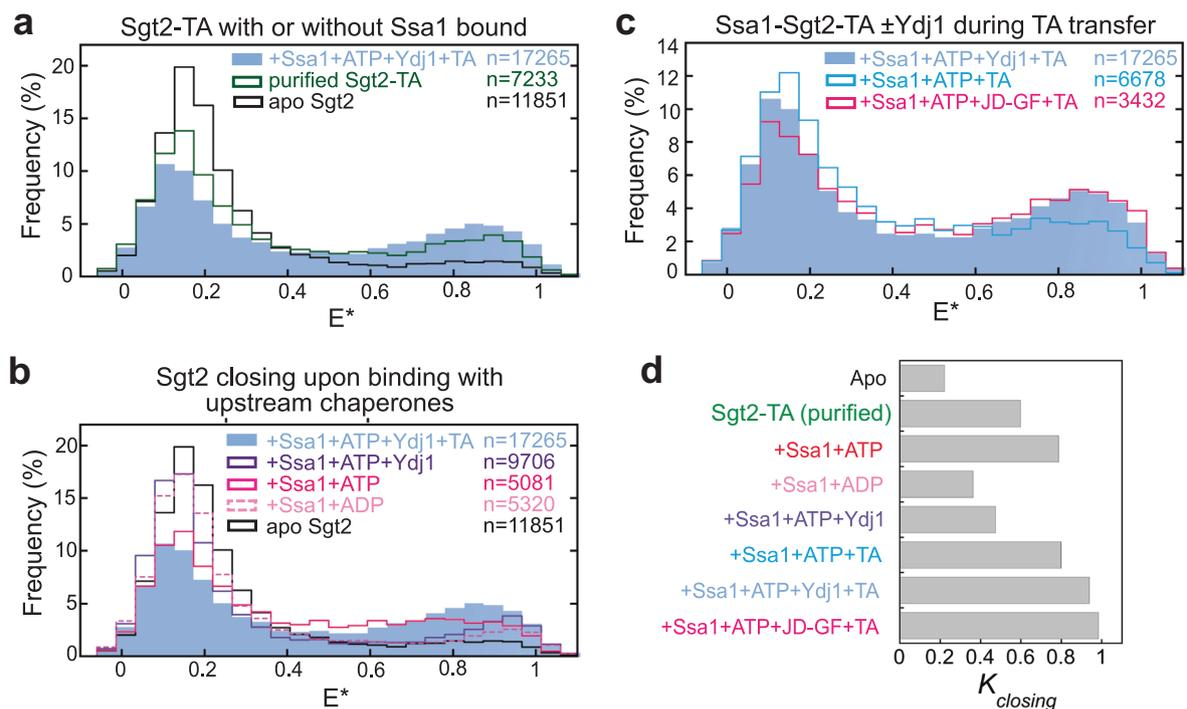 a
Sgt2-TA with or without Ssa1 bound
+Ssa1+ATP+Ydj1+TA n=17265
purified Sgt2-TA n=7233
apo Sgt2 n=11851
Frequency (%)
20
15
10
5
0
0 0.2 0.4 0.6 0.8 1
E*
c
Ssa1-Sgt2-TA ±Ydj1 during TA transfer
+Ssa1+ATP+Ydj1+TA n=17265
+Ssa1+ATP+TA n=6678
+Ssa1+ATP+JD-GF+TA n=3432
Frequency (%)
14
12
10
8
6
4
2
0
0 0.2 0.4 0.6 0.8 1
E*
b
Sgt2 closing upon binding with
upstream chaperones
+Ssa1+ATP+Ydj1+TA n=17265
+Ssa1+ATP+Ydj1 n=9706
+Ssa1+ATP n=5081
+Ssa1+ADP n=5320
apo Sgt2 n=11851
Frequency (%)
20
15
10
5
0
0 0.2 0.4 0.6 0.8 1
E*
d
Apo
Sgt2-TA (purified)
+Ssa1+ATP
+Ssa1+ADP
+Ssa1+ATP+Ydj1
+Ssa1+ATP+TA
+Ssa1+ATP+Ydj1+TA
+Ssa1+ATP+JD-GF+TA
0 0.2 0.4 0.6 0.8 1
K closing